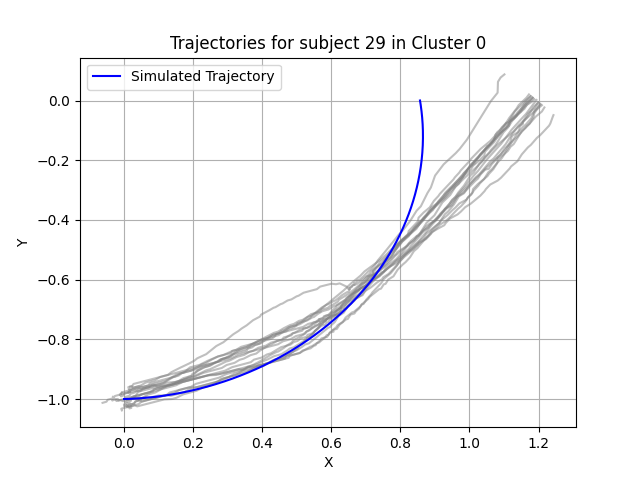 Trajectories for subject 29 in Cluster 0
Simulated Trajectory
Y
0.0
−0.2
−0.4
−0.6
−0.8
−1.0
0.0 0.2 0.4 0.6 0.8 1.0 1.2
X